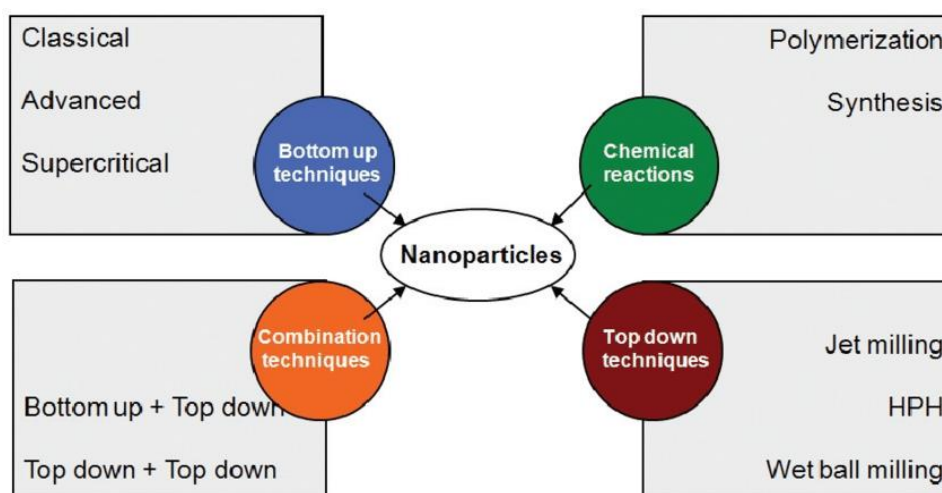 Classical
Advanced
Supercritical
Bottom up
techniques
Polymerization
Synthesis
Chemical
reactions
Nanoparticles
Combination
techniques
Bottom up + Top down
Top down + Top down
Top down
techniques
Jet milling
HPH
Wet ball milling